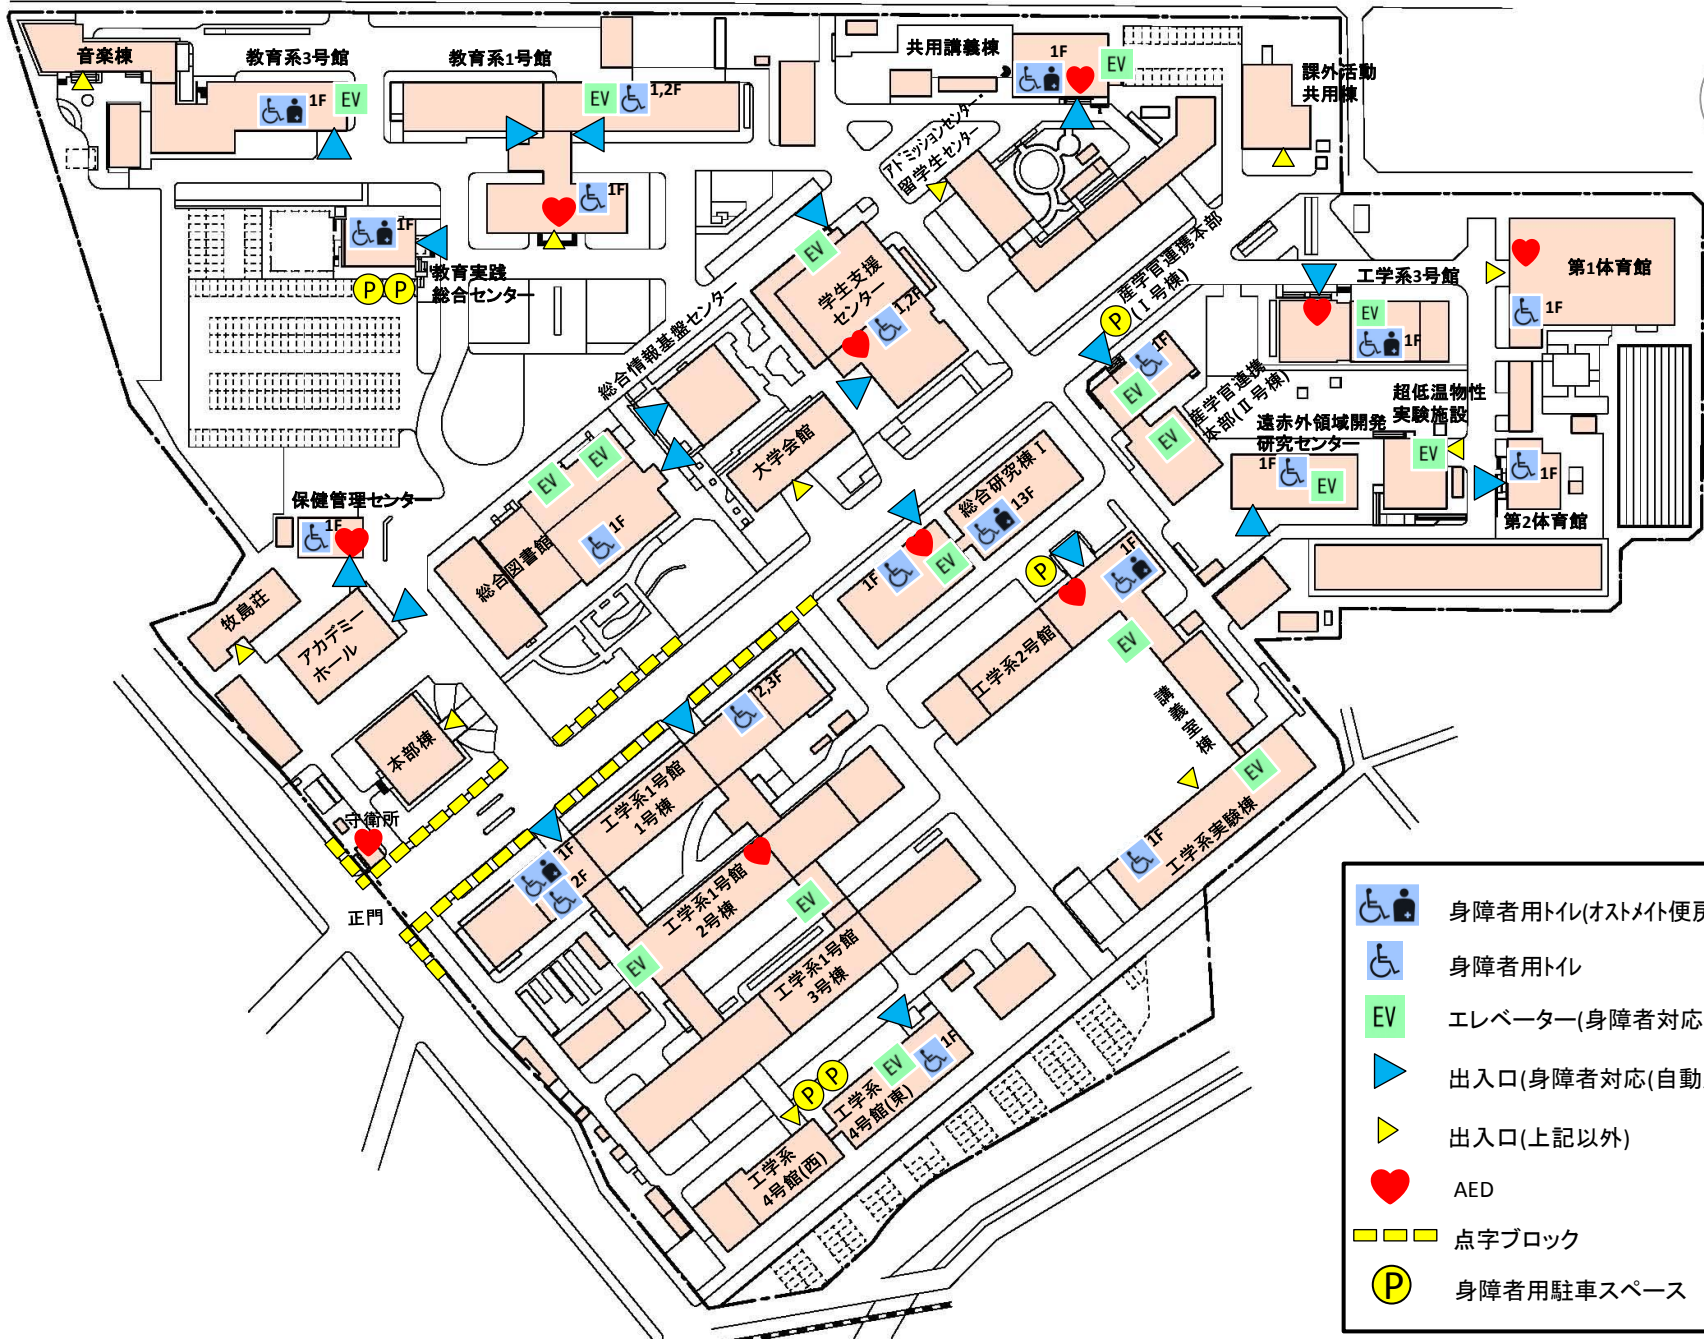 音楽棟
教育系3号館
1F
EV
教育系1号館
EV
1,2F
1F
共用講義棟
1F
EV
課外活動
共用棟
アドミッションセンター・
留学生センター
1F
P P
教育実践
総合センター
EV
学生支援
センター
1,2F
総合情報基盤センター
産学官連携本部
(Ⅰ号棟)
P
1F
EV
産学官連携
本部(Ⅱ号棟)
EV
工学系3号館
EV
1F
第1体育館
1F
超低温物性
実験施設
EV
遠赤外領域開発
研究センター
1F
EV
1F
第2体育館
大学会館
EV
EV
総合図書館
1F
保健管理センター
1F
牧島荘
アカデミー
ホール
本部棟
守衛所
正門
総合研究棟Ⅰ
13F
1F
EV
P
1F
工学系2号館
EV
講義室棟
EV
工学系実験棟
1F
2,3F
工学系1号館
1号棟
1F
2F
工学系1号館
2号棟
EV
EV
工学系1号館
3号棟
P P
EV
1F
工学系
4号館(東)
工学系
4号館(西)
身障者用トイレ(オストメイト便房
身障者用トイレ
EV エレベーター(身障者対応
出入口(身障者対応(自動
出入口(上記以外)
AED
点字ブロック
P 身障者用駐車スペース